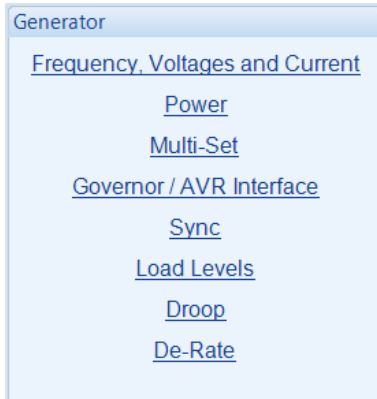 Generator
Frequency, Voltages and Current
Power
Multi-Set
Governor / AVR Interface
Sync
Load Levels
Droop
De-Rate